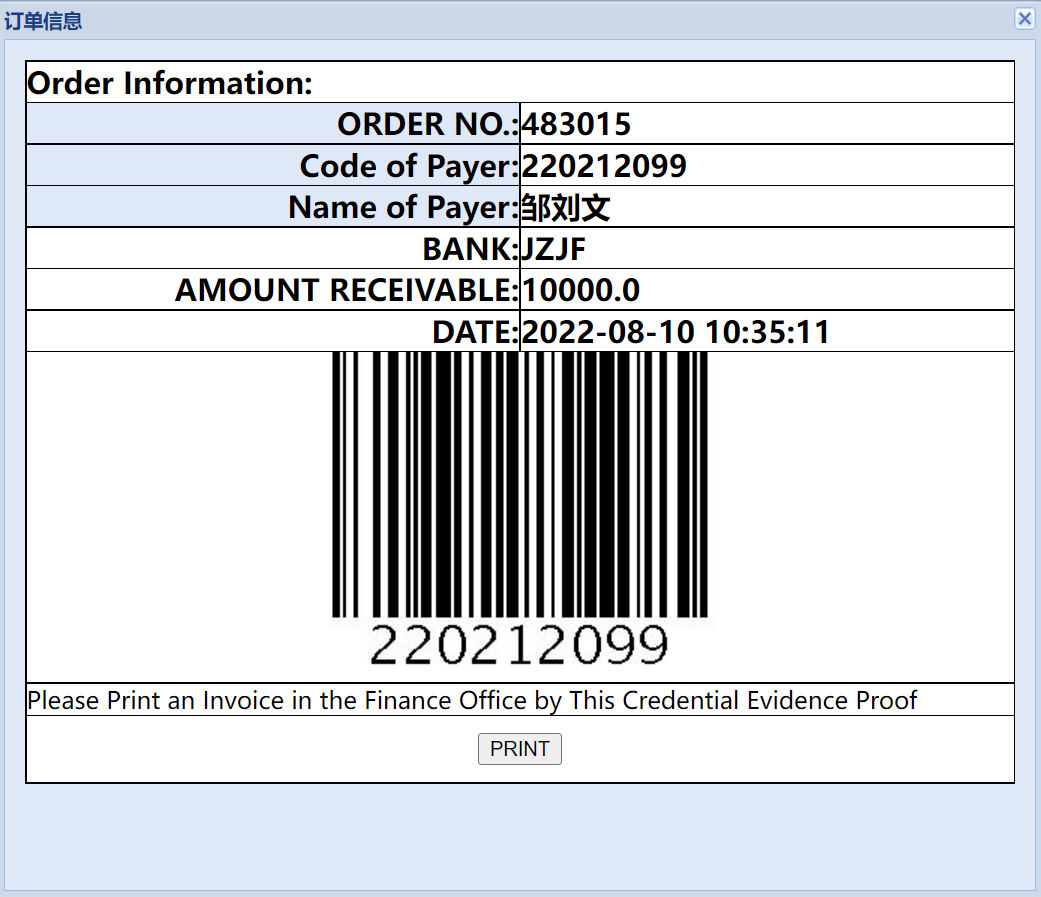 订单信息
Order Information:
ORDER NO.:483015
Code of Payer:220212099
Name of Payer:邹刘文
BANK:JZJF
AMOUNT RECEIVABLE:10000.0
DATE:2022-08-10 10:35:11
220212099
Please Print an Invoice in the Finance Office by This Credential Evidence Proof
PRINT